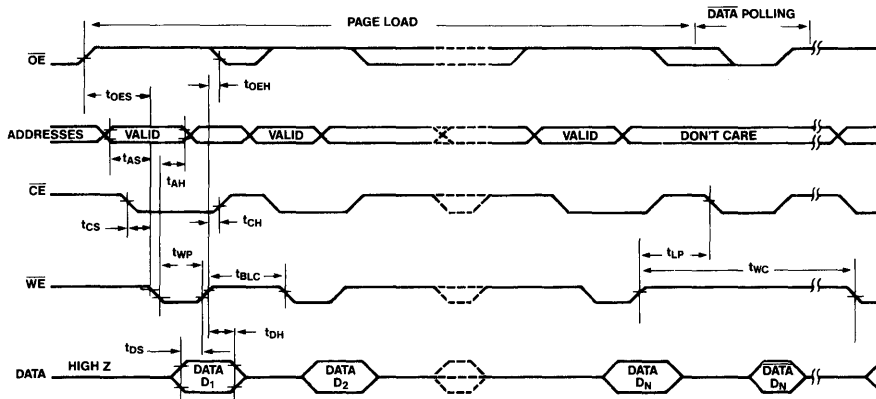 PAGE LOAD
DATA POLLING
OE
tOES
tOEH
ADDRESSES
VALID
VALID
VALID
DON'T CARE
tAS
tAH
CE
tCS
tCH
tWP
tBLC
tLP
tWC
WE
tDS
tDH
DATA
HIGH Z
DATA
D1
DATA
D2
DATA
DN
DATA
DN